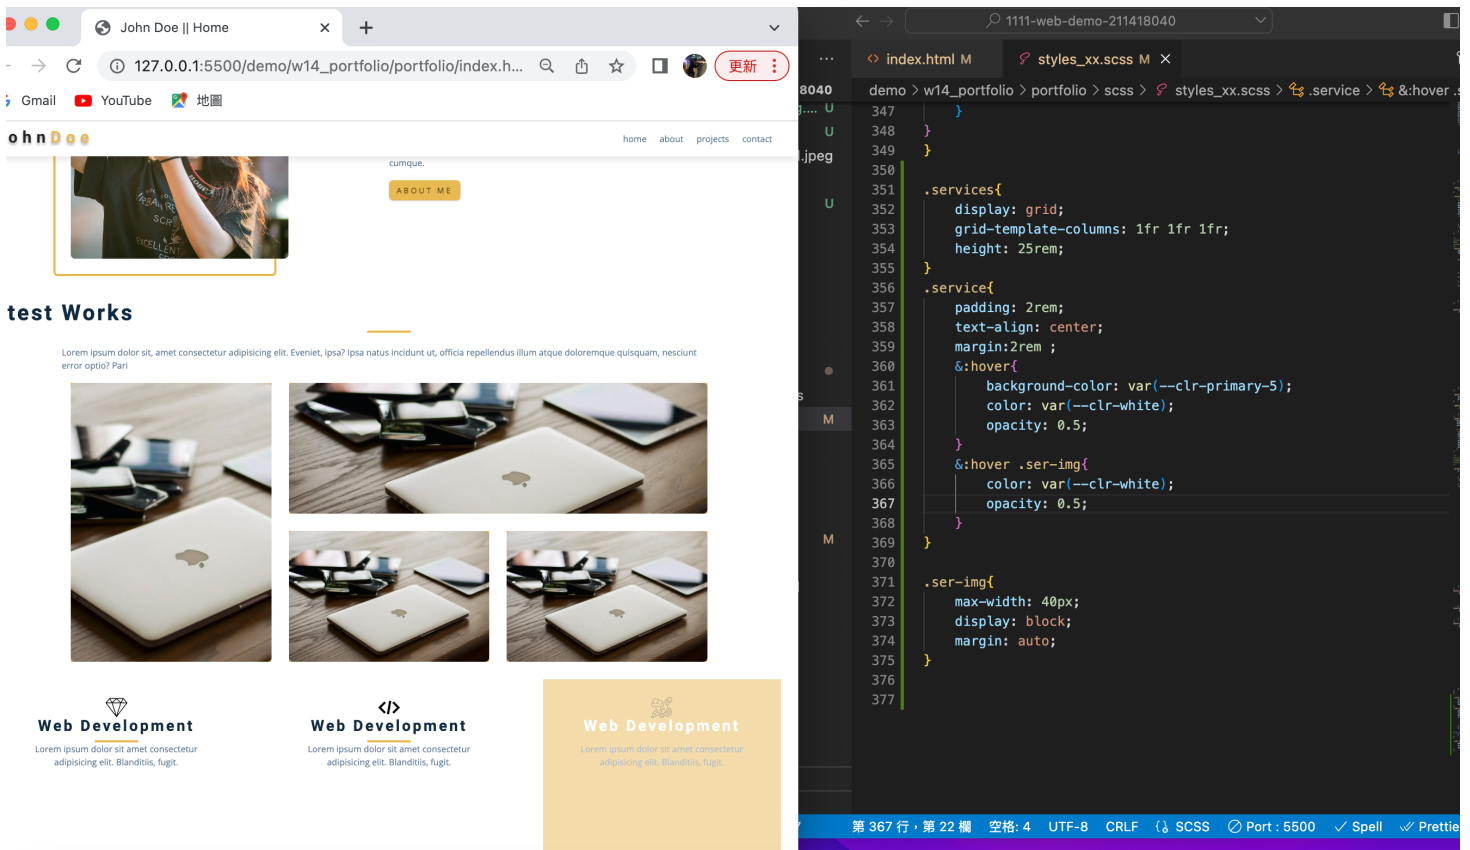 John Doe || Home
127.0.0.1:5500/demo/w14_portfolio/portfolio/index.h...
更新
Gmail
YouTube
地圖
ohnDoe
home
about
projects
contact
cumque.
ABOUT ME
test Works
Lorem ipsum dolor sit, amet consectetur adipisicing elit. Eveniet, ipsa? Ipsa natus incidunt ut, officia repellendus illum atque doloremque quisquam, nesciunt
error optio? Pari
Web Development
Lorem ipsum dolor sit amet consectetur
adipisicing elit. Blanditiis, fugit.
Web Development
Lorem ipsum dolor sit amet consectetur
adipisicing elit. Blanditiis, fugit.
Web Development
Lorem ipsum dolor sit amet consectetur
adipisicing elit. Blanditiis, fugit.
1111-web-demo-211418040
index.html M
styles_xx.scss M
8040
g.... U
U
l.jpeg
U
s
M
M
demo > w14_portfolio > portfolio > scss > styles_xx.scss > .service > &:hover .s
347 }
348 }
349 }
350
351 .services{
352 display: grid;
353 grid-template-columns: 1fr 1fr 1fr;
354 height: 25rem;
355 }
356 .service{
357 padding: 2rem;
358 text-align: center;
359 margin:2rem ;
360 &:hover{
361 background-color: var(--clr-primary-5);
362 color: var(--clr-white);
363 opacity: 0.5;
364 }
365 &:hover .ser-img{
366 color: var(--clr-white);
367 opacity: 0.5;
368 }
369 }
370
371 .ser-img{
372 max-width: 40px;
373 display: block;
374 margin: auto;
375 }
376
377
第 367 行，第 22 欄
空格: 4
UTF-8
CRLF
SCSS
Port : 5500
Spell
Prettie